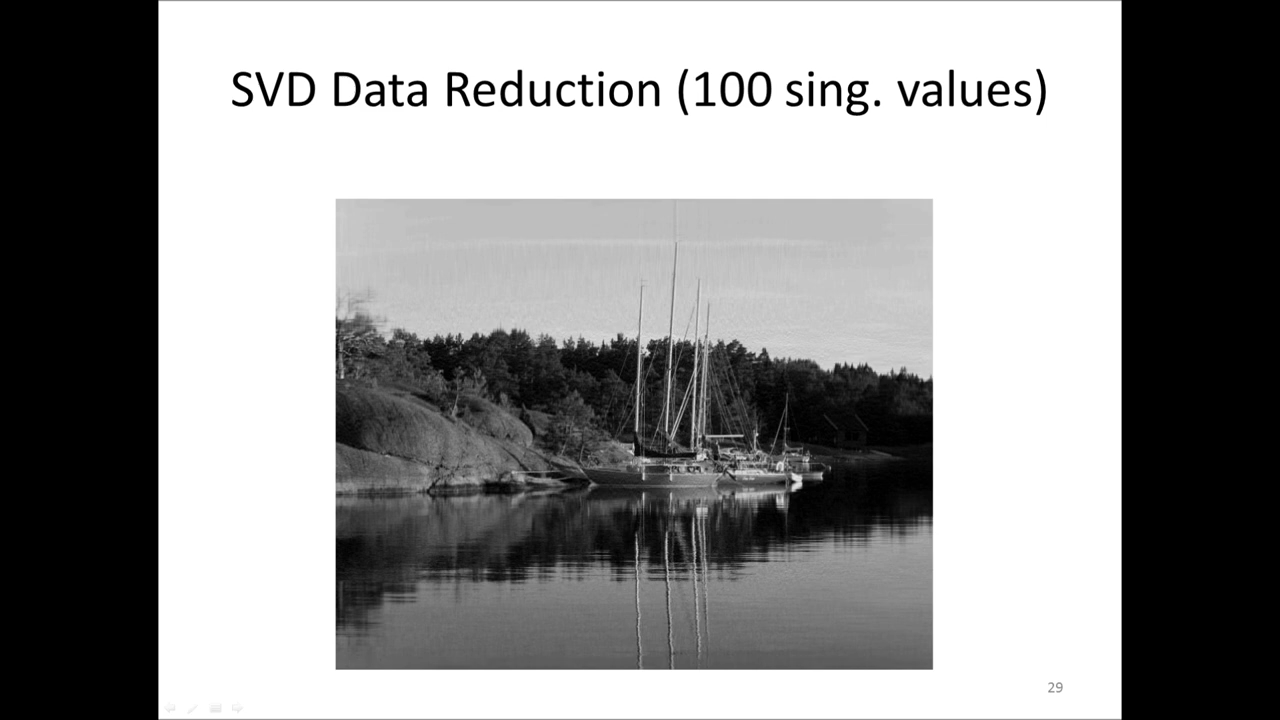 SVD Data Reduction (100 sing. values)
29